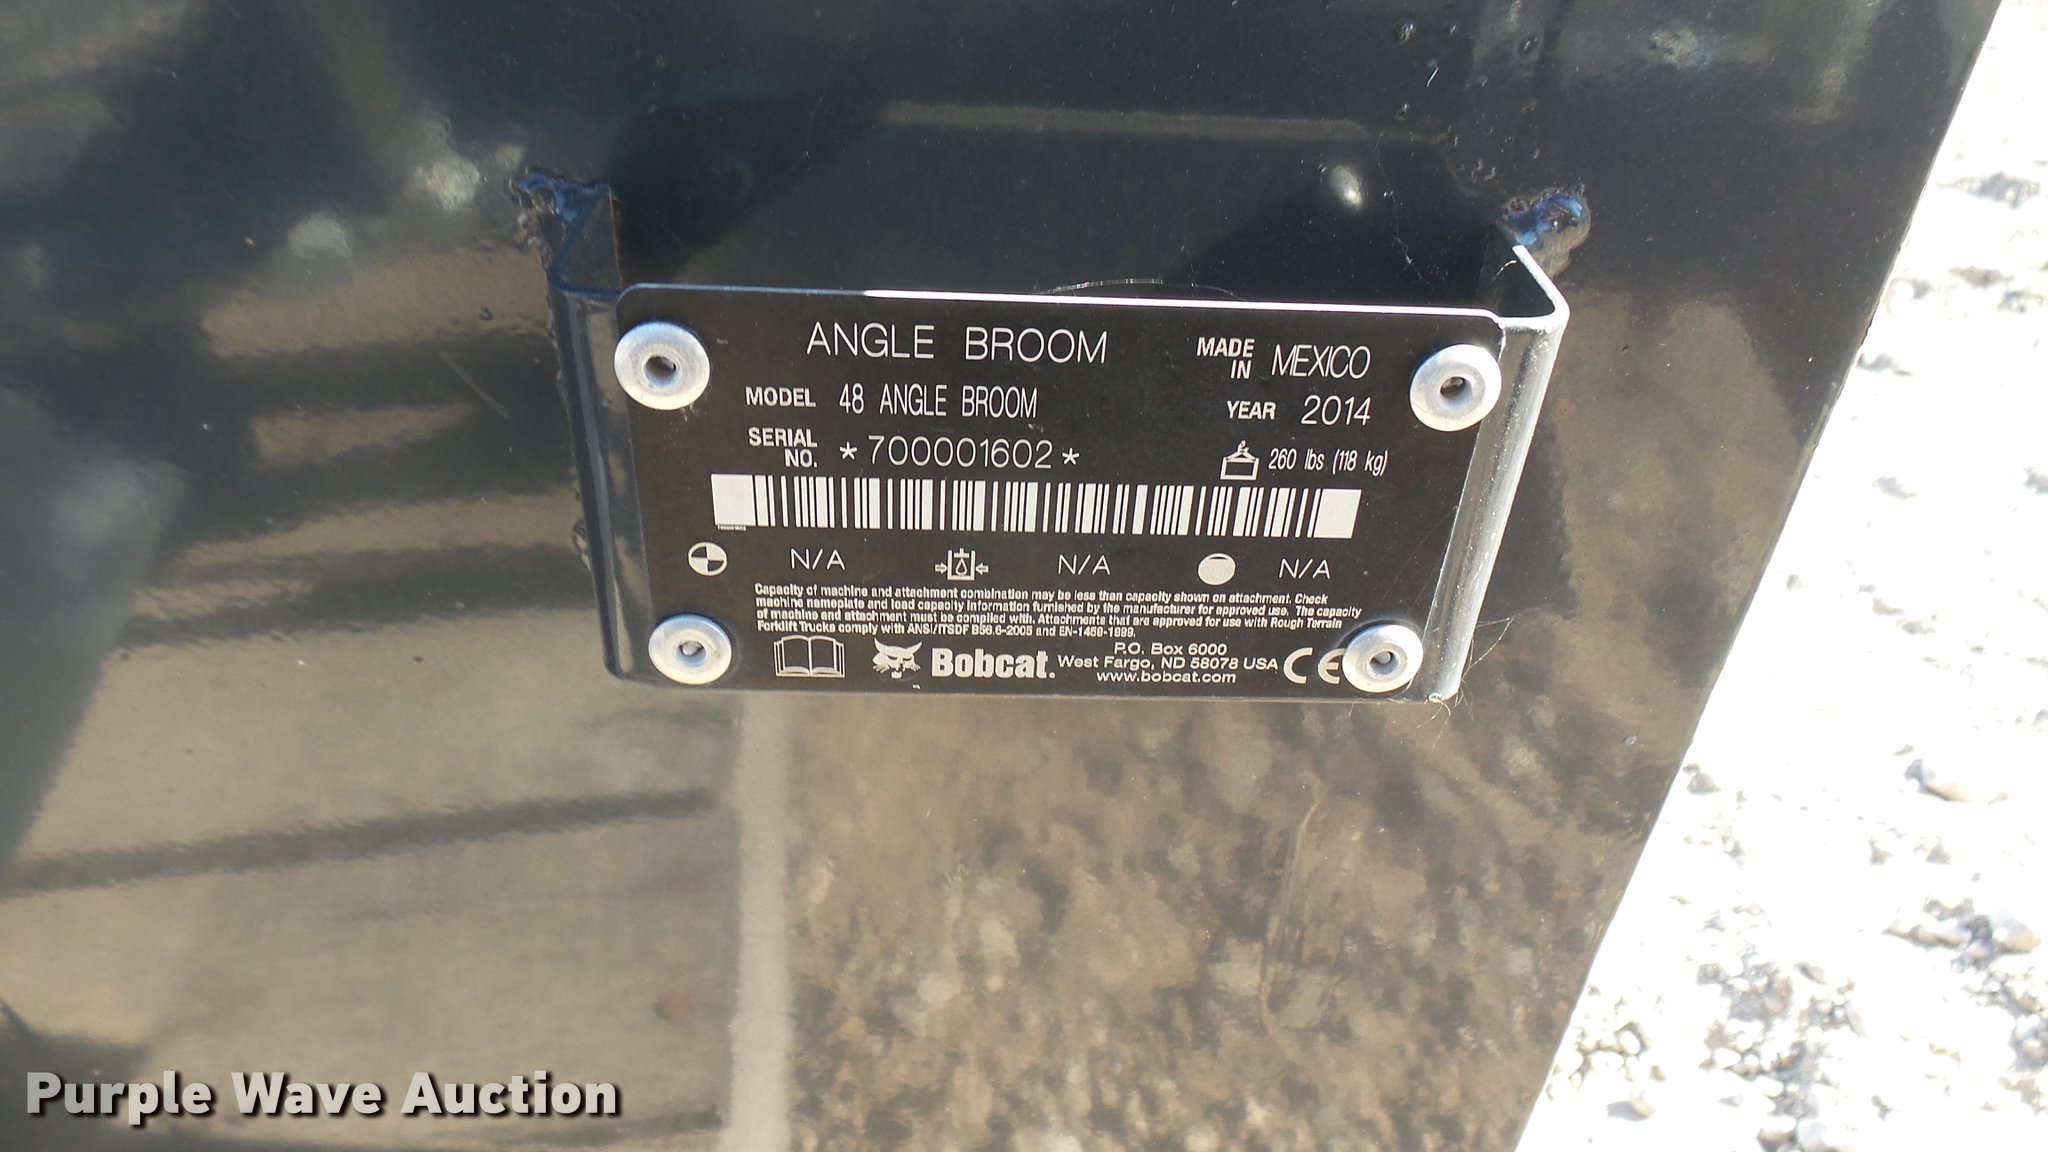 ANGLE BROOM
MADE IN MEXICO
MODEL 48 ANGLE BROOM
YEAR 2014
SERIAL NO. *700001602*
260 lbs (118 kg)
N/A N/A N/A
Capacity of machine and attachment combination may be less than capacity shown on attachment. Check
machine nameplate and load capacity information furnished by the manufacturer for approved use. The capacity
of machine and attachment must be complied with. Attachments that are approved for use with Rough Terrain
Forklift Trucks comply with ANSI/ITSDF B56.6-2005 and EN-1459-1999.
Bobcat.
P.O. Box 6000
West Fargo, ND 58078 USA
www.bobcat.com
CE
Purple Wave Auction